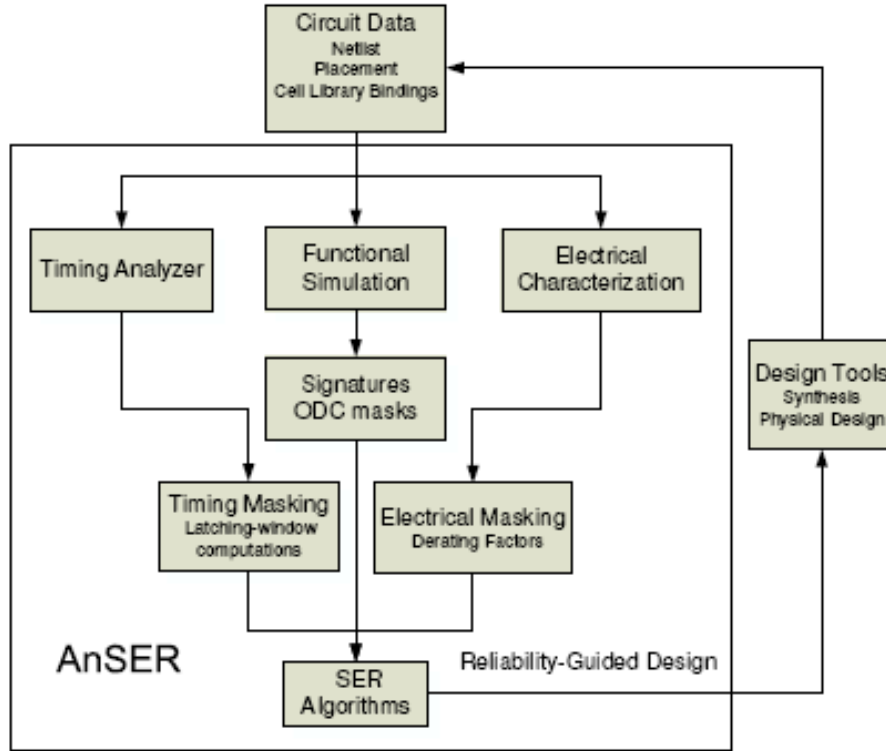 Circuit Data
Netlist
Placement
Cell Library Bindings
Timing Analyzer
Functional
Simulation
Electrical
Characterization
Signatures
ODC masks
Design Tools
Synthesis
Physical Design
Timing Masking
Latching-window
computations
Electrical Masking
Derating Factors
AnSER
Reliability-Guided Design
SER
Algorithms